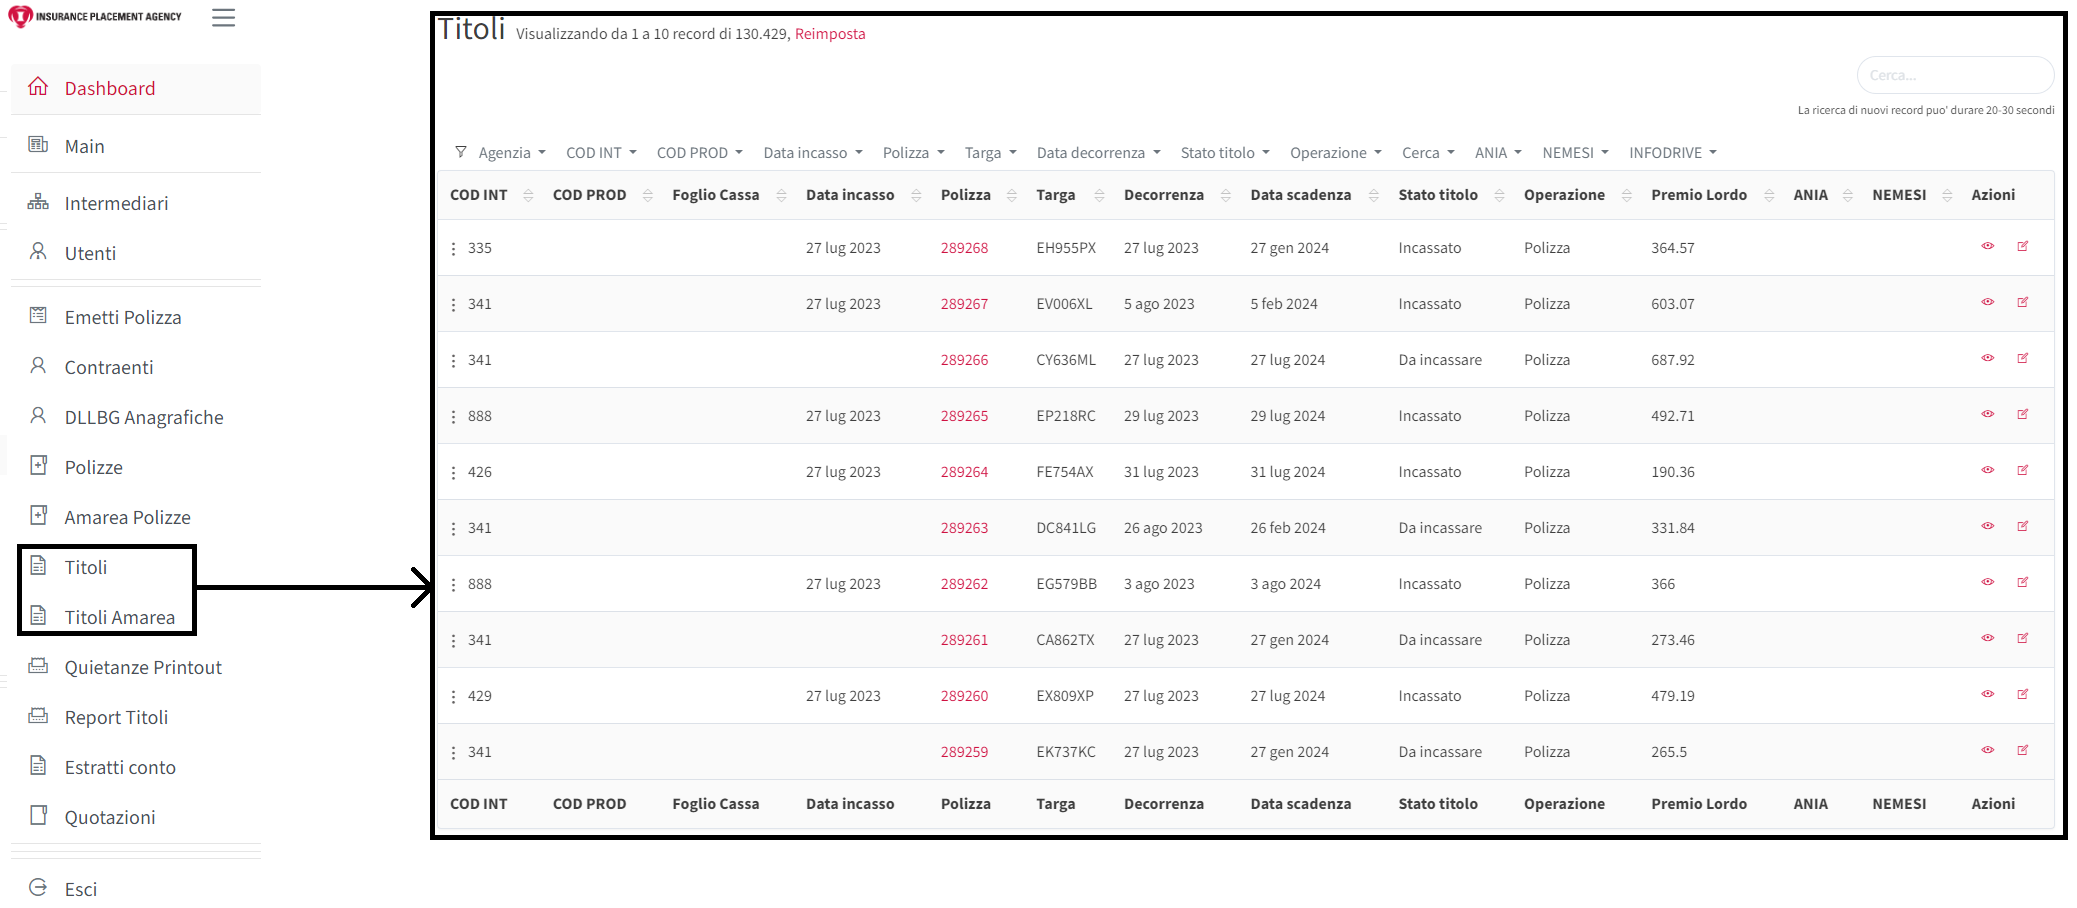 INSURANCE PLACEMENT AGENCY
Dashboard
Main
Intermediari
Utenti
Emetti Polizza
Contraenti
DLLBG Anagrafiche
Polizze
Amarea Polizze
Titoli
Titoli Amarea
Quietanze Printout
Report Titoli
Estratti conto
Quotazioni
Esci
Titoli Visualizzando da 1 a 10 record di 130.429, Reimposta
Cerca...
La ricerca di nuovi record puo' durare 20-30 secondi
Agenzia COD INT COD PROD Data incasso Polizza Targa Data decorrenza Stato titolo Operazione Cerca ANIA NEMESI INFODRIVE
COD INT COD PROD Foglio Cassa Data incasso Polizza Targa Decorrenza Data scadenza Stato titolo Operazione Premio Lordo ANIA NEMESI Azioni
335 27 lug 2023 289268 EH955PX 27 lug 2023 27 gen 2024 Incassato Polizza 364.57
341 27 lug 2023 289267 EV006XL 5 ago 2023 5 feb 2024 Incassato Polizza 603.07
341 289266 CY636ML 27 lug 2023 27 lug 2024 Da incassare Polizza 687.92
888 27 lug 2023 289265 EP218RC 29 lug 2023 29 lug 2024 Incassato Polizza 492.71
426 27 lug 2023 289264 FE754AX 31 lug 2023 31 lug 2024 Incassato Polizza 190.36
341 289263 DC841LG 26 ago 2023 26 feb 2024 Da incassare Polizza 331.84
888 27 lug 2023 289262 EG579BB 3 ago 2023 3 ago 2024 Incassato Polizza 366
341 289261 CA862TX 27 lug 2023 27 gen 2024 Da incassare Polizza 273.46
429 27 lug 2023 289260 EX809XP 27 lug 2023 27 lug 2024 Incassato Polizza 479.19
341 289259 EK737KC 27 lug 2023 27 gen 2024 Da incassare Polizza 265.5
COD INT COD PROD Foglio Cassa Data incasso Polizza Targa Decorrenza Data scadenza Stato titolo Operazione Premio Lordo ANIA NEMESI Azioni